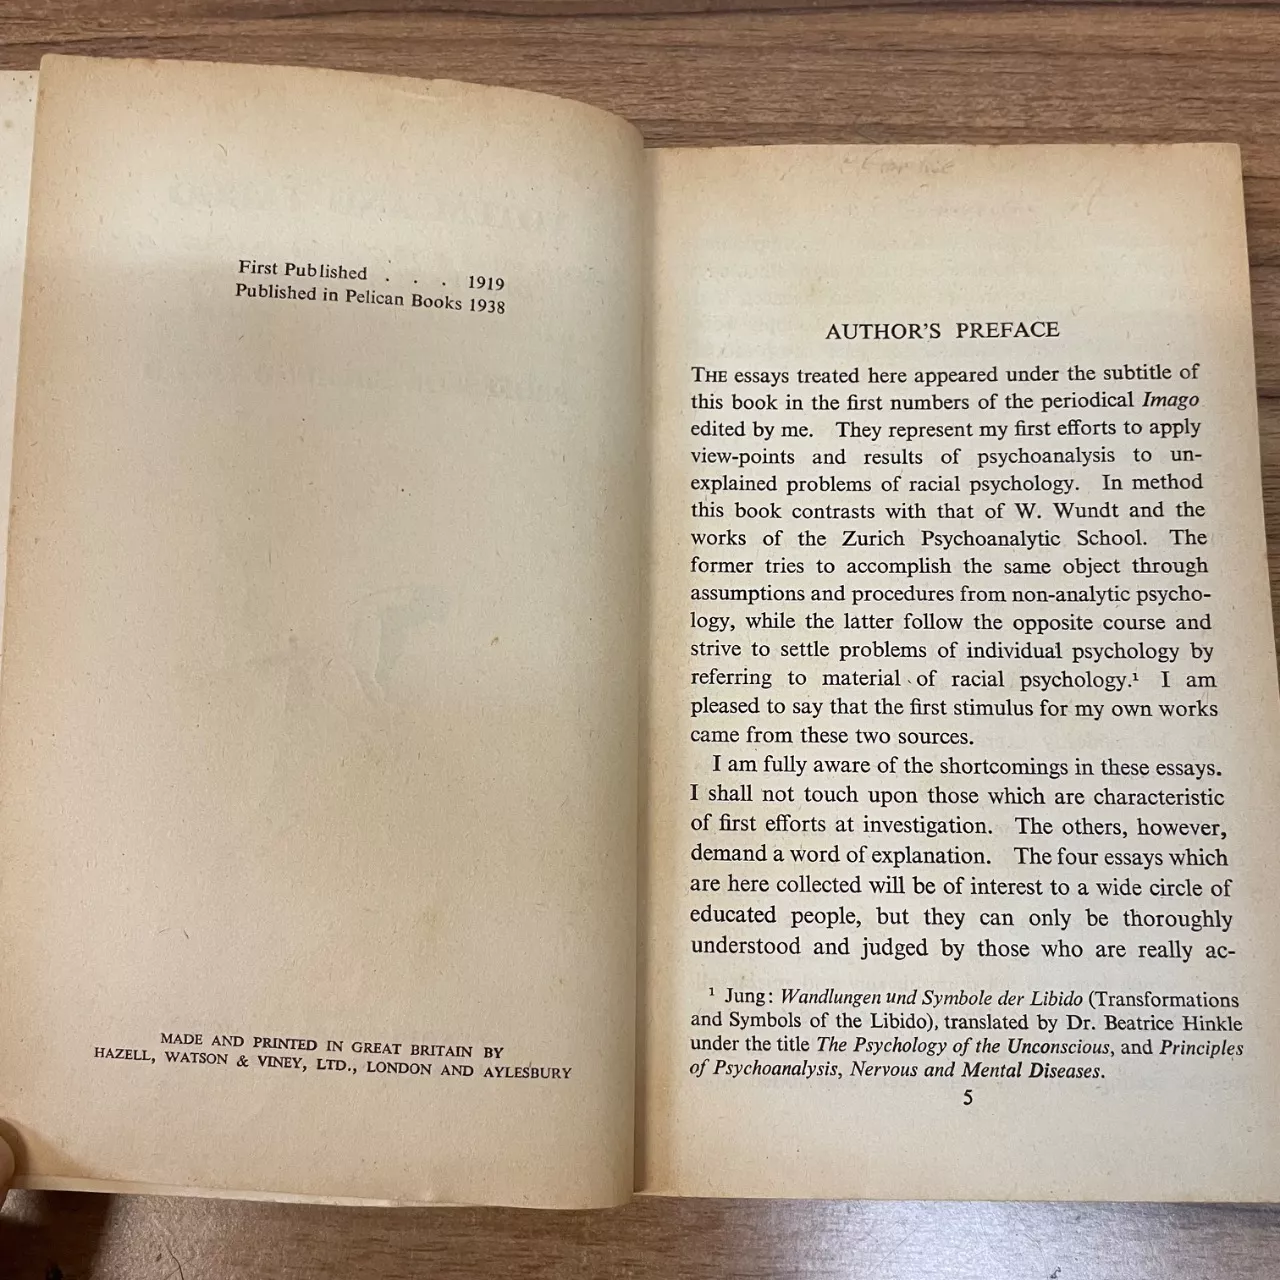 First Published . . . 1919
Published in Pelican Books 1938
MADE AND PRINTED IN GREAT BRITAIN BY
HAZELL, WATSON & VINEY, LTD., LONDON AND AYLESBURY
AUTHOR'S PREFACE
THE essays treated here appeared under the subtitle of
this book in the first numbers of the periodical Imago
edited by me. They represent my first efforts to apply
view-points and results of psychoanalysis to un-
explained problems of racial psychology. In method
this book contrasts with that of W. Wundt and the
works of the Zurich Psychoanalytic School. The
former tries to accomplish the same object through
assumptions and procedures from non-analytic psycho-
logy, while the latter follow the opposite course and
strive to settle problems of individual psychology by
referring to material of racial psychology.¹ I am
pleased to say that the first stimulus for my own works
came from these two sources.
I am fully aware of the shortcomings in these essays.
I shall not touch upon those which are characteristic
of first efforts at investigation. The others, however,
demand a word of explanation. The four essays which
are here collected will be of interest to a wide circle of
educated people, but they can only be thoroughly
understood and judged by those who are really ac-
¹ Jung: Wandlungen und Symbole der Libido (Transformations
and Symbols of the Libido), translated by Dr. Beatrice Hinkle
under the title The Psychology of the Unconscious, and Principles
of Psychoanalysis, Nervous and Mental Diseases.
5